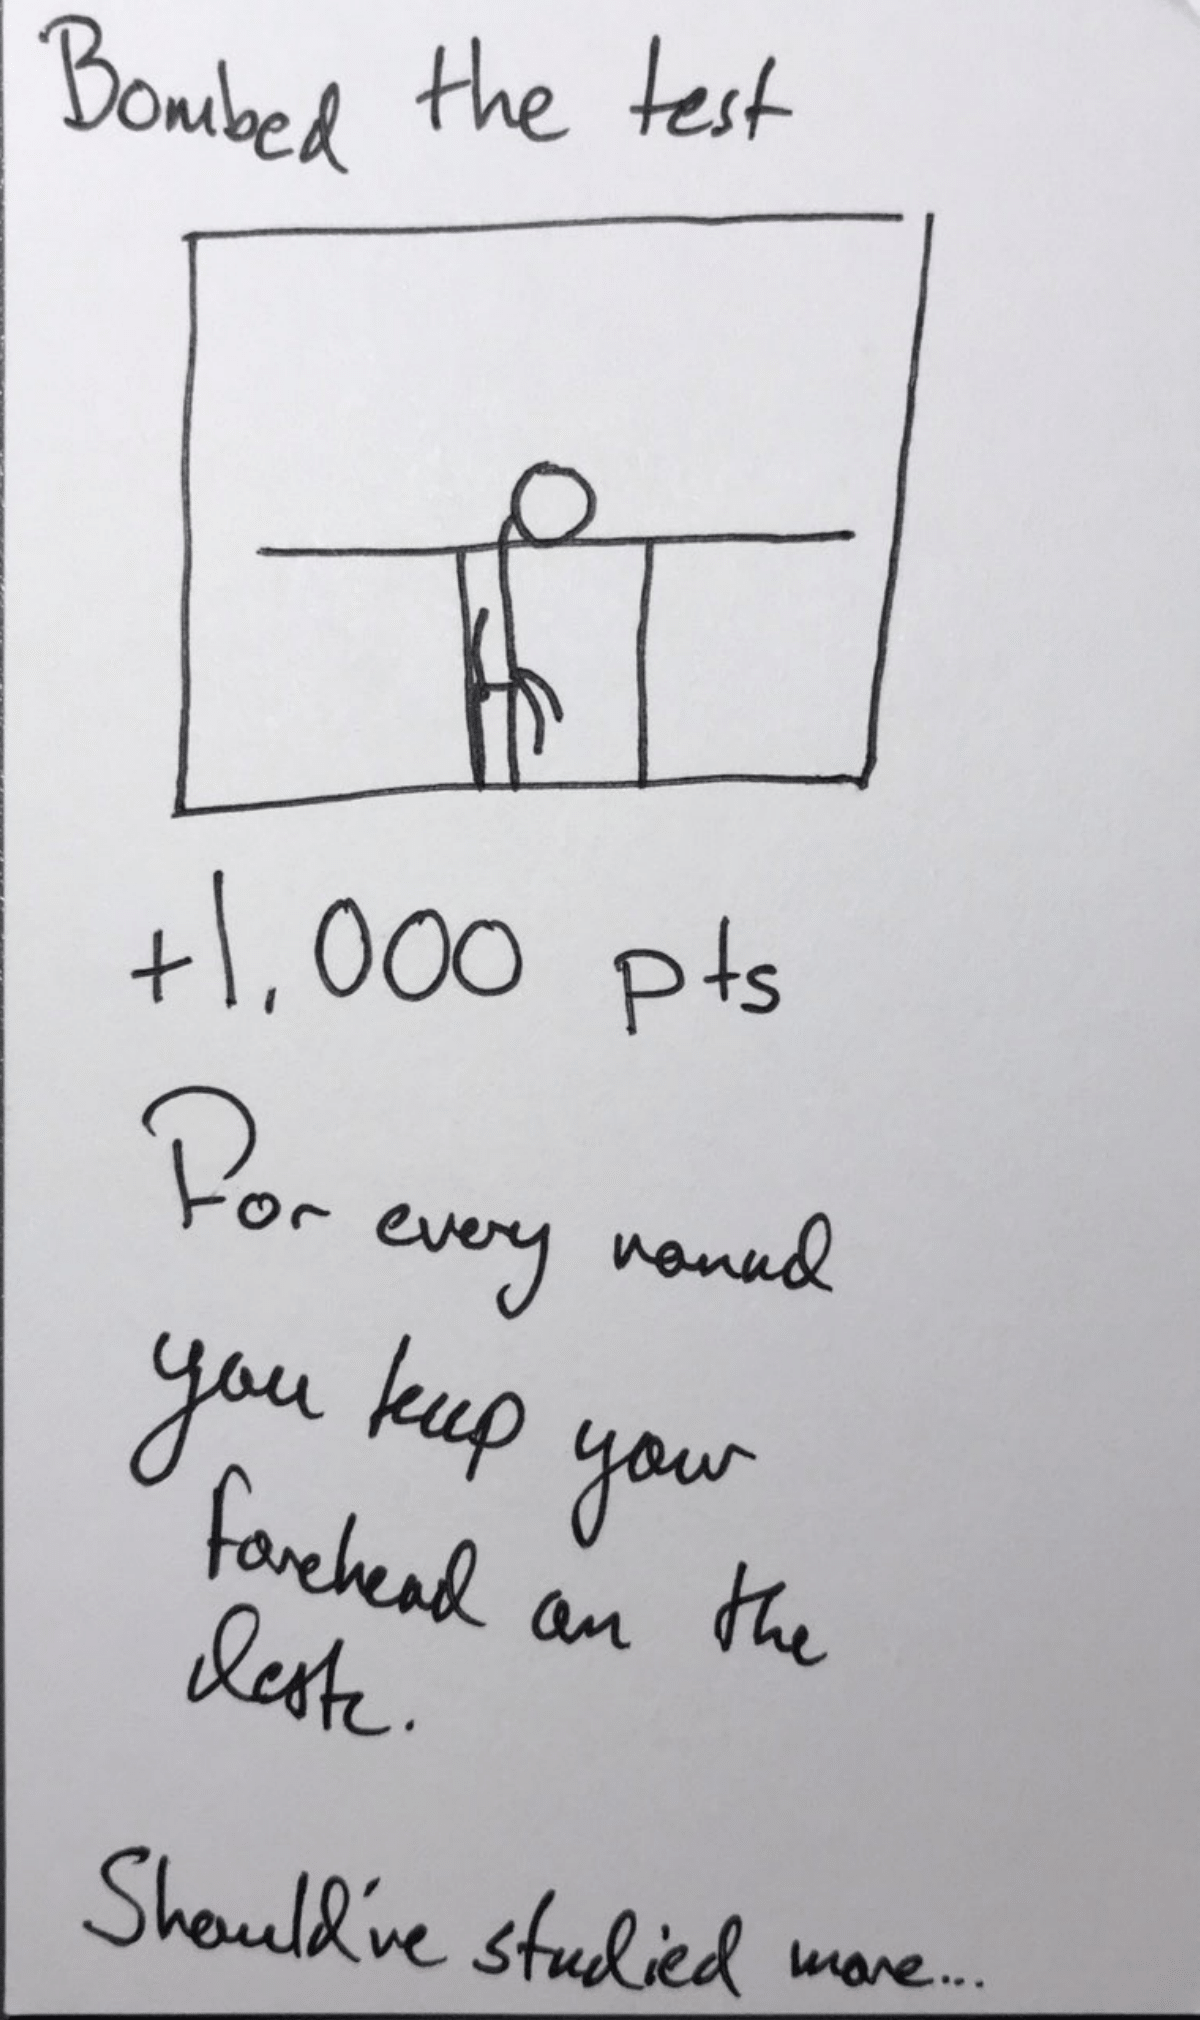 Bombed the test
+1,000 pts
For every round
you keep your
forehead on the
desk.
Should've studied more...